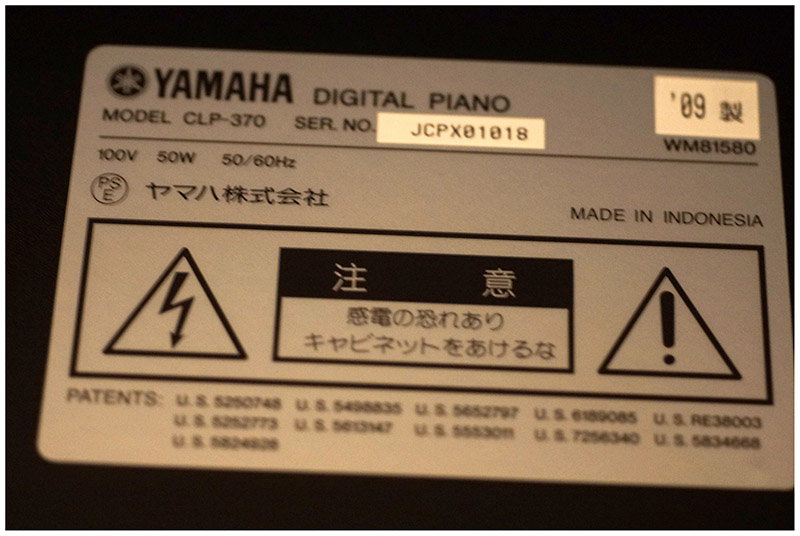 YAMAHA DIGITAL PIANO
'09 製
MODEL CLP-370 SER. NO. JCPX01018
WM81580
100V 50W 50/60Hz
PS E ヤマハ株式会社
MADE IN INDONESIA
注意
感電の恐れあり
キャビネットをあけるな
PATENTS: U.S. 5250748 U.S. 5498835 U.S. 5652797 U.S. 6189085 U.S. RE38003
U.S. 5252773 U.S. 5613147 U.S. 5553011 U.S. 7256340 U.S. 5834668
U.S.